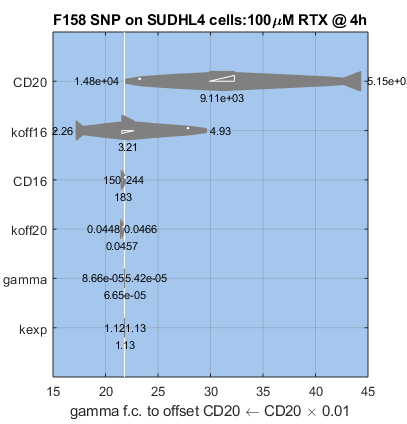 F158 SNP on SUDHL4 cells:100μM RTX @ 4h
CD20
1.48e+04
5.15e+03
9.11e+03
koff16
2.26
4.93
3.21
CD16
150
244
183
koff20
0.0448
0.0466
0.0457
gamma
8.66e-05
5.42e-05
6.65e-05
kexp
1.12
1.13
1.13
15 20 25 30 35 40 45
gamma f.c. to offset CD20 ← CD20 × 0.01